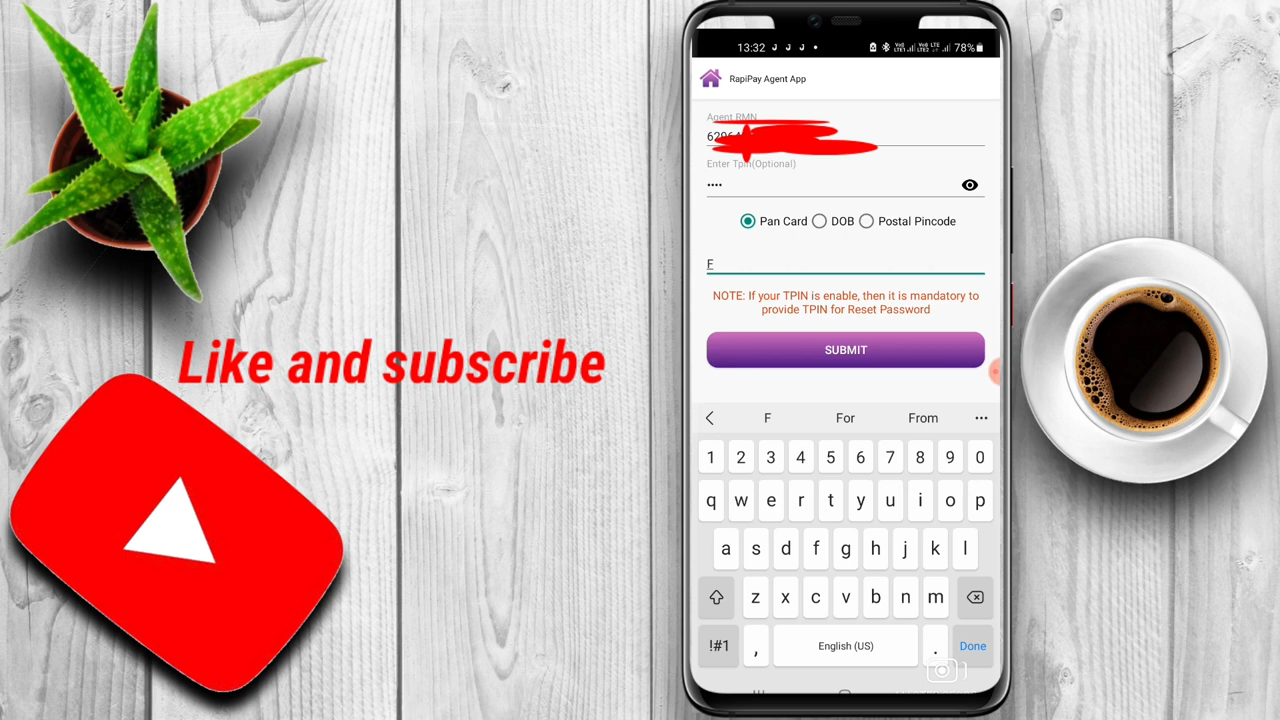 13:32
78%
RapiPay Agent App
Agent RMN
Enter Tpin(Optional)
••••
Pan Card DOB Postal Pincode
F
NOTE: If your TPIN is enable, then it is mandatory to
provide TPIN for Reset Password
SUBMIT
Like and subscribe
F For From •••
1 2 3 4 5 6 7 8 9 0
q w e r t y u i o p
a s d f g h j k l
z x c v b n m
!#1 , English (US) . Done